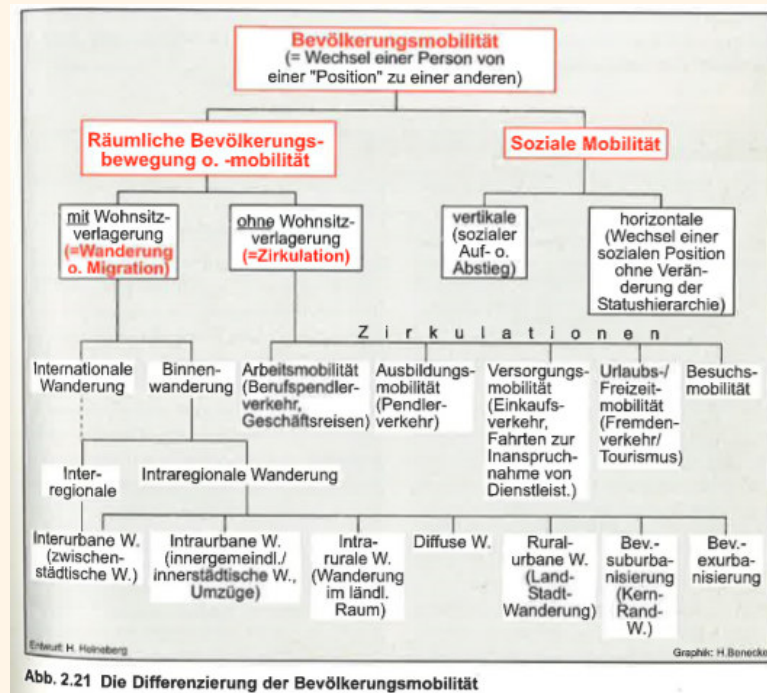 Bevölkerungsmobilität
(= Wechsel einer Person von
einer "Position" zu einer anderen)
Räumliche Bevölkerungs-
bewegung o. -mobilität
Soziale Mobilität
mit Wohnsitz-
verlagerung
(=Wanderung
o. Migration)
ohne Wohnsitz-
verlagerung
(=Zirkulation)
vertikale
(sozialer
Auf- o.
Abstieg)
horizontale
(Wechsel einer
sozialen Position
ohne Verän-
derung der
Statushierarchie)
Zirkulationen
Internationale
Wanderung
Binnen-
wanderung
Arbeitsmobilität
(Berufspendler-
verkehr,
Geschäftsreisen)
Ausbildungs-
mobilität
(Pendler-
verkehr)
Versorgungs-
mobilität
(Einkaufs-
verkehr,
Fahrten zur
Inanspruch-
nahme von
Dienstleist.)
Urlaubs-/
Freizeit-
mobilität
(Fremden-
verkehr/
Tourismus)
Besuchs-
mobilität
Inter-
regionale
Intraregionale Wanderung
Interurbane W.
(zwischen-
städtische W.)
Intraurbane W.
(innergemeindl./
innerstädtische W.,
Umzüge)
Intra-
rurale W.
(Wanderung
im ländl.
Raum)
Diffuse W.
Rural-
urbane W.
(Land-
Stadt-
Wanderung)
Bev.-
suburba-
nisierung
(Kern-
Rand-
W.)
Bev.-
exurba-
nisierung
Entwurf: H. Heineberg
Graphik: H.Benecke
Abb. 2.21 Die Differenzierung der Bevölkerungsmobilität